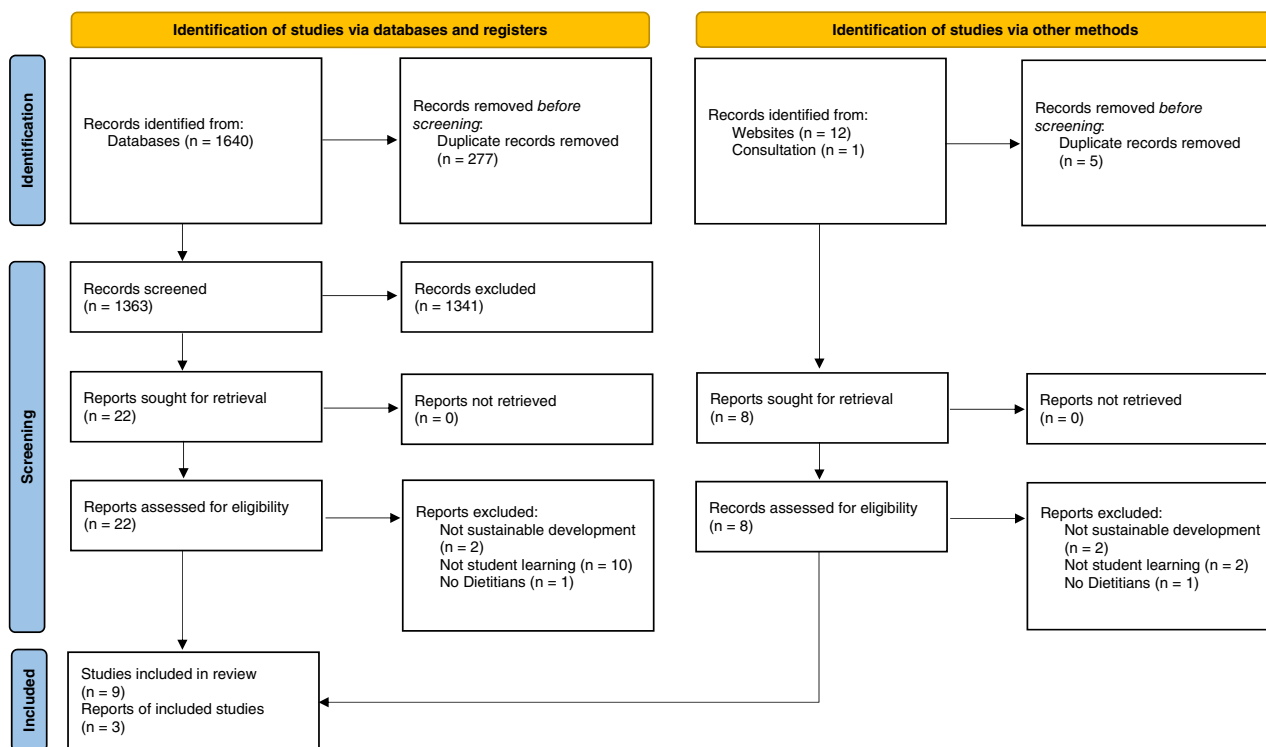 Identification of studies via databases and registers
Identification of studies via other methods
Identification
Records identified from:
Databases (n = 1640)
Records removed before
screening:
Duplicate records removed
(n = 277)
Records identified from:
Websites (n = 12)
Consultation (n = 1)
Records removed before
screening:
Duplicate records removed
(n = 5)
Screening
Records screened
(n = 1363)
Records excluded
(n = 1341)
Reports sought for retrieval
(n = 22)
Reports not retrieved
(n = 0)
Reports sought for retrieval
(n = 8)
Reports not retrieved
(n = 0)
Reports assessed for eligibility
(n = 22)
Reports excluded:
Not sustainable development
(n = 2)
Not student learning (n = 10)
No Dietitians (n = 1)
Records assessed for eligibility
(n = 8)
Reports excluded:
Not sustainable development
(n = 2)
Not student learning (n = 2)
No Dietitians (n = 1)
Included
Studies included in review
(n = 9)
Reports of included studies
(n = 3)